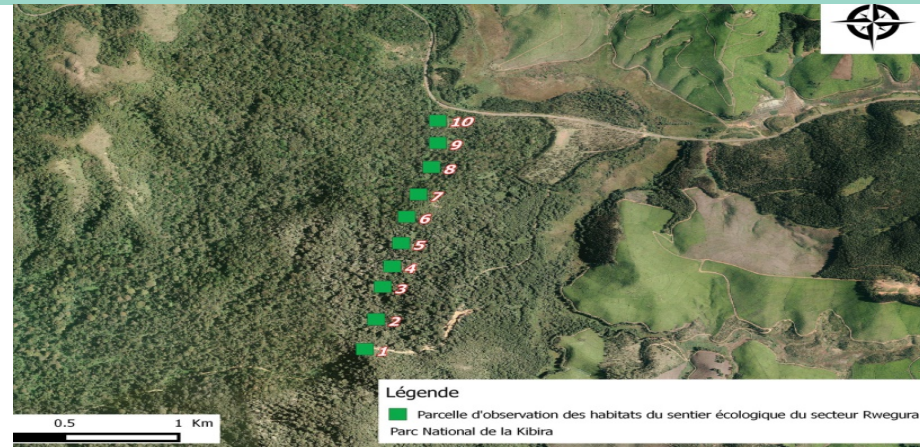 10
9
8
7
6
5
4
3
2
1
Légende
Parcelle d'observation des habitats du sentier écologique du secteur Rwegura
Parc National de la Kibira
0.5 1 Km